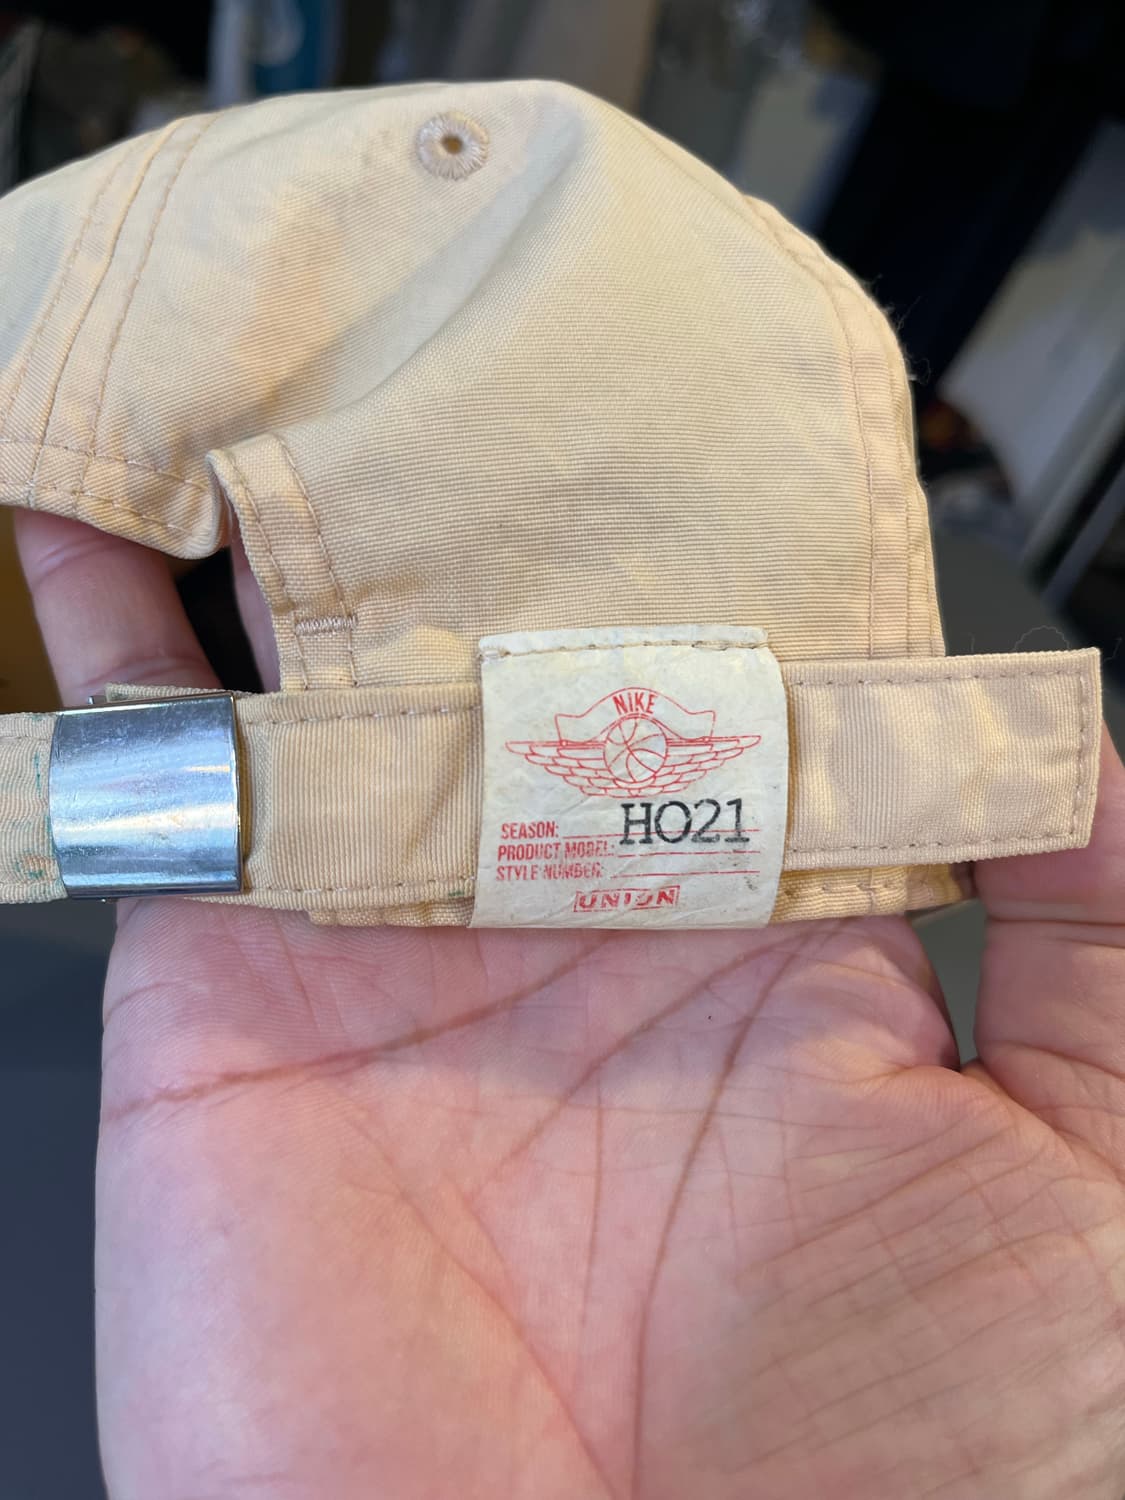 NIKE
HO21
SEASON:
PRODUCT MODEL:
STYLE NUMBER:
UNION